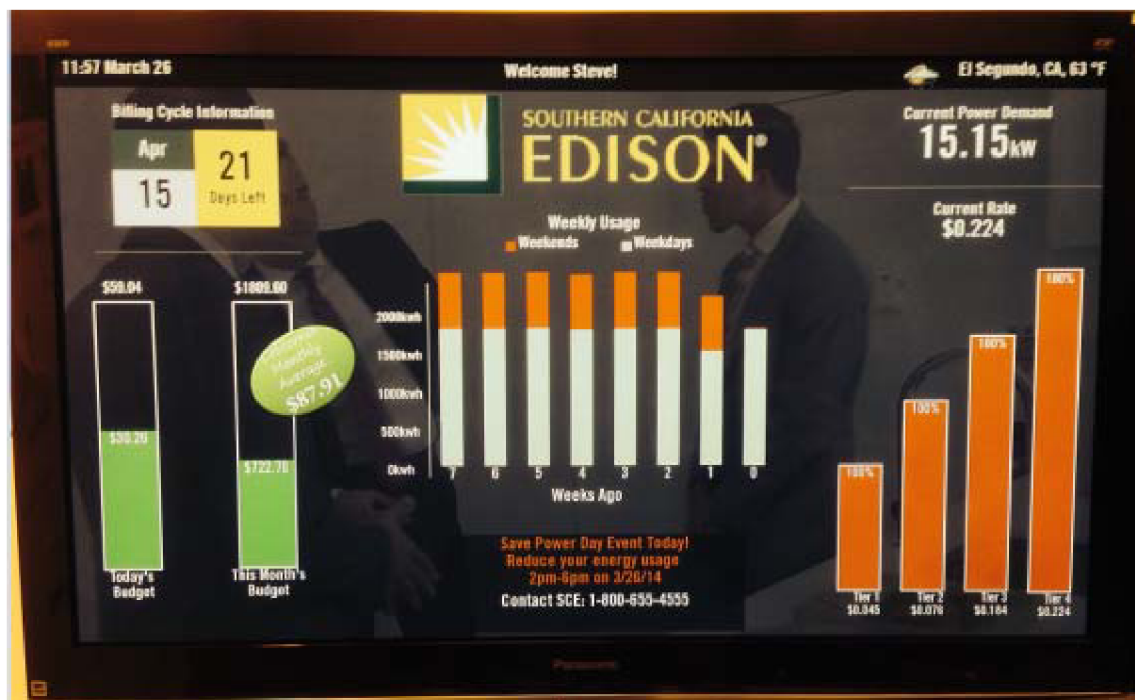 11:57 March 26
Welcome Steve!
El Segundo, CA, 63 °F
Billing Cycle Information
Apr
15
21
Days Left
SOUTHERN CALIFORNIA
EDISON®
Current Power Demand
15.15kW
Current Rate
$0.224
Weekly Usage
Weekends
Weekdays
$59.04
$1809.60
Monthly
Average
$87.91
$30.26
$722.70
Today's
Budget
This Month's
Budget
2000kwh
1500kwh
1000kwh
500kwh
0kwh
7 6 5 4 3 2 1 0
Weeks Ago
Save Power Day Event Today!
Reduce your energy usage
2pm-6pm on 3/26/14
Contact SCE: 1-800-655-4555
100%
100%
100%
100%
Tier 1
$0.045
Tier 2
$0.076
Tier 3
$0.184
Tier 4
$0.224
Panasonic